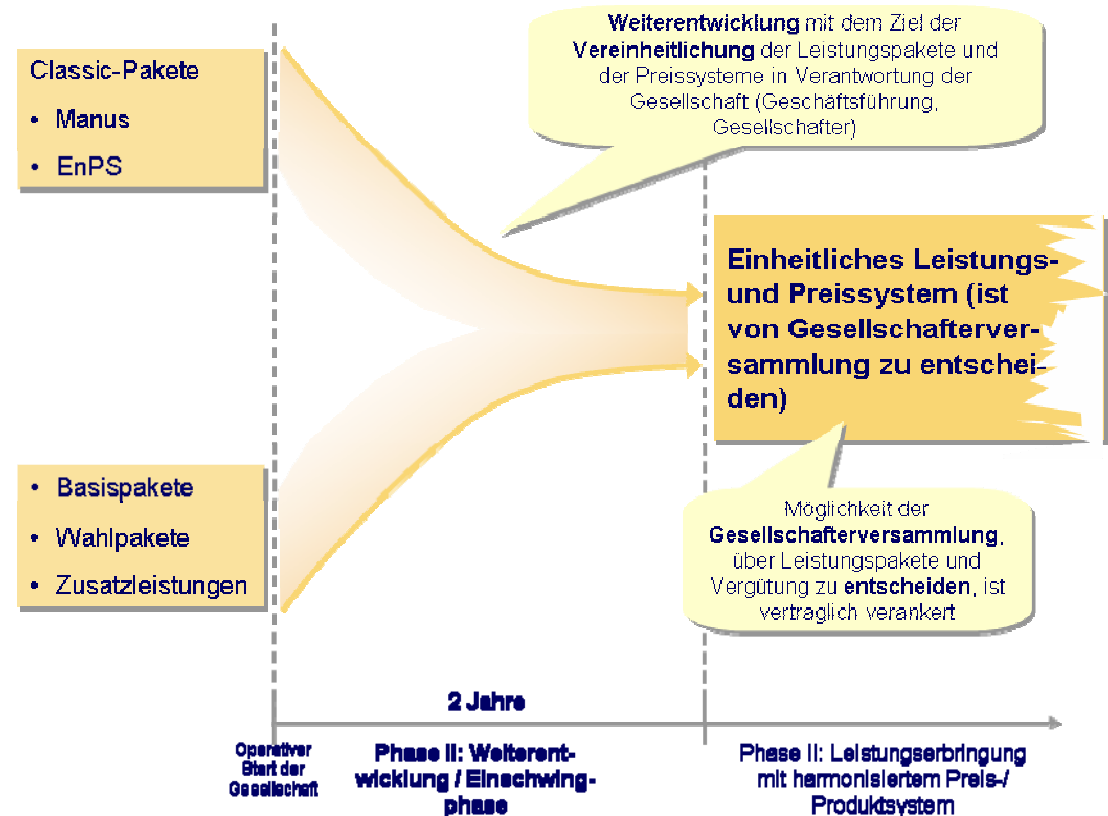 Weiterentwicklung mit dem Ziel der
Vereinheitlichung der Leistungspakete und
der Preissysteme in Verantwortung der
Gesellschaft (Geschäftsführung,
Gesellschafter)
Classic-Pakete
• Manus
• EnPS
Einheitliches Leistungs-
und Preissystem (ist
von Gesellschafterver-
sammlung zu entschei-
den)
• Basispakete
• Wahlpakete
• Zusatzleistungen
Möglichkeit der
Gesellschafterversammlung,
über Leistungspakete und
Vergütung zu entscheiden, ist
vertraglich verankert
2 Jahre
Operativer
Start der
Gesellschaft
Phase II: Weiterent-
wicklung / Einschwing-
phase
Phase II: Leistungserbringung
mit harmonisiertem Preis-/
Produktsystem